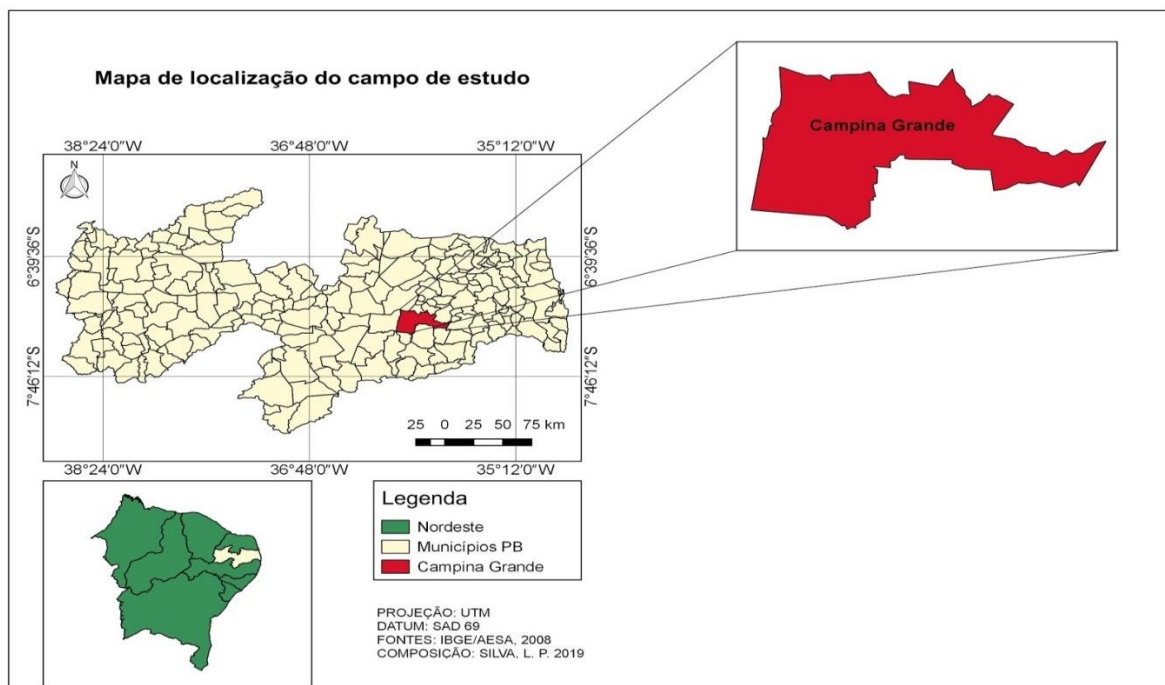 Mapa de localização do campo de estudo
Campina Grande
38°24'0"W 36°48'0"W 35°12'0"W
N
6°39'36"S 6°39'36"S
7°46'12"S 7°46'12"S
25 0 25 50 75 km
38°24'0"W 36°48'0"W 35°12'0"W
Legenda
Nordeste
Municípios PB
Campina Grande
PROJEÇÃO: UTM
DATUM: SAD 69
FONTES: IBGE/AESA, 2008
COMPOSIÇÃO: SILVA, L. P. 2019